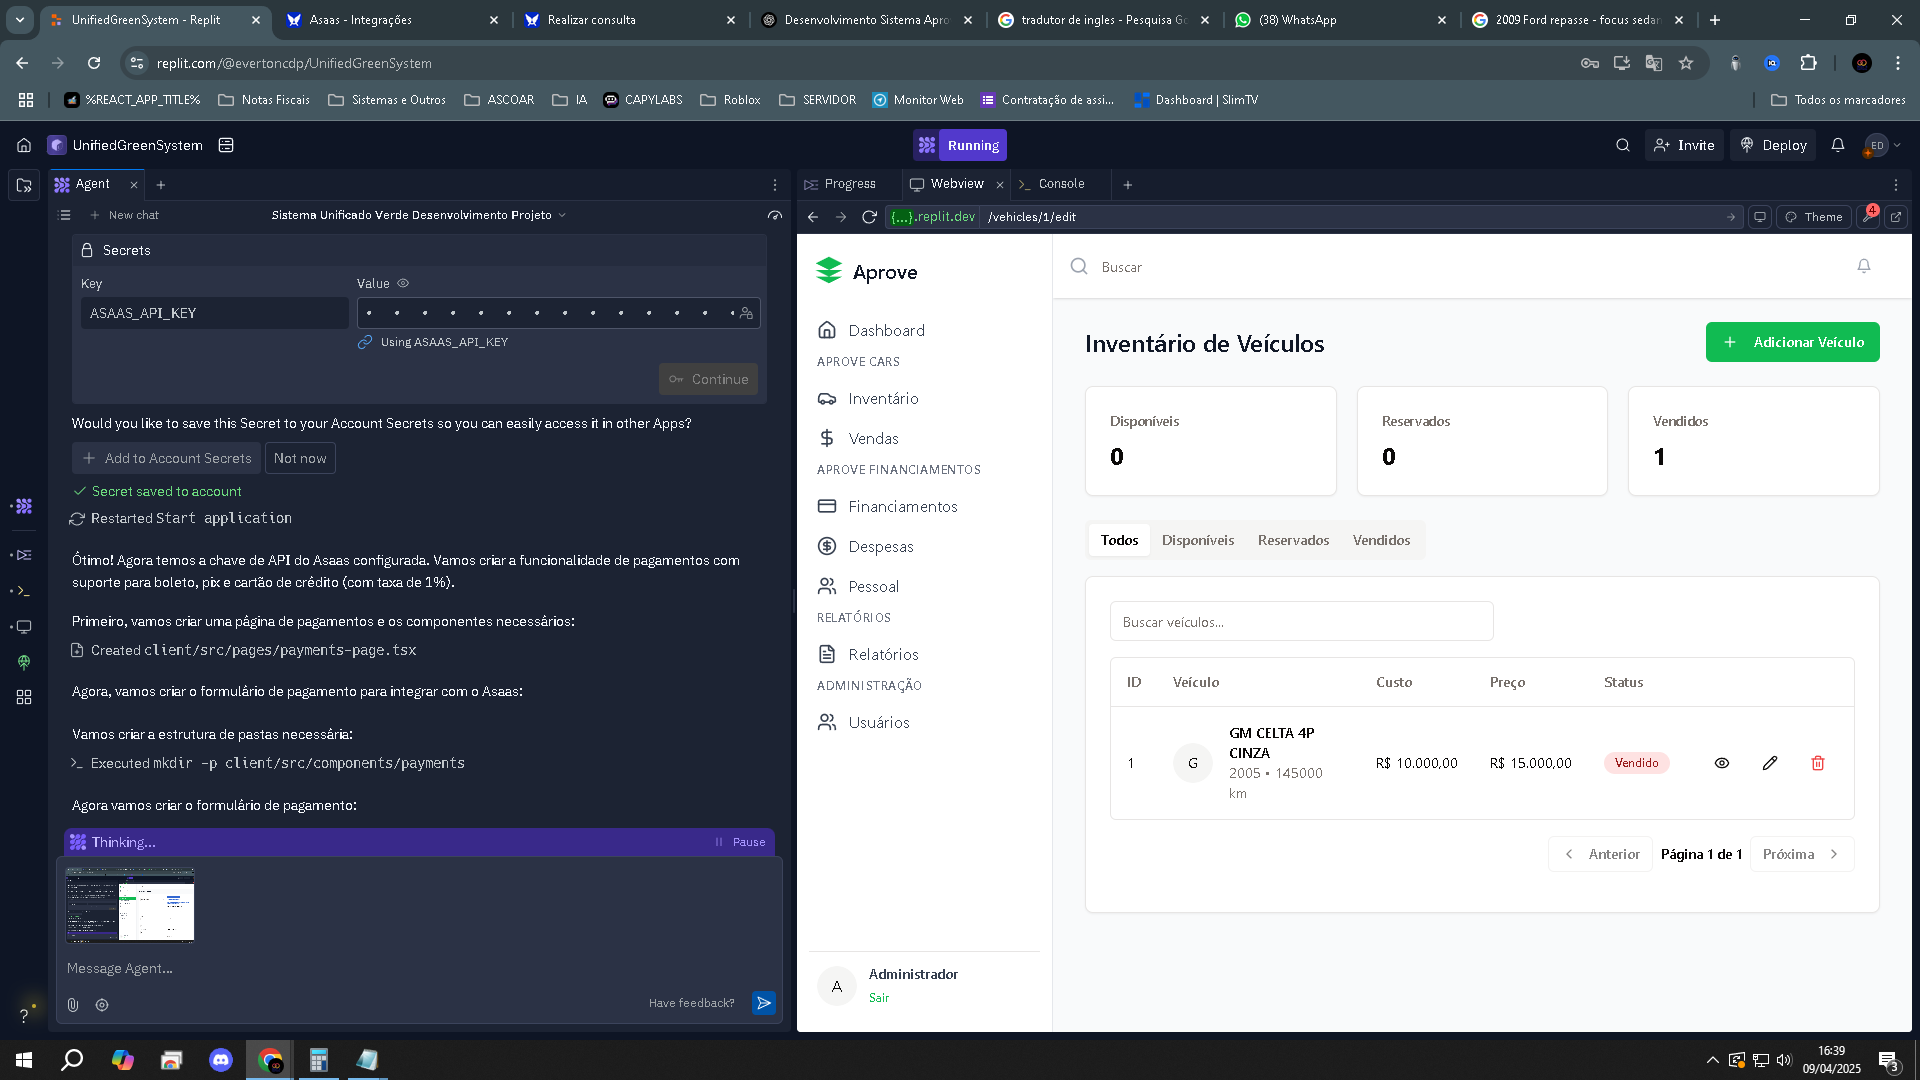 UnifiedGreenSystem - Replit
Asaas - Integrações
Realizar consulta
Desenvolvimento Sistema Apro
tradutor de ingles - Pesquisa Go
(38) WhatsApp
2009 Ford repasse - focus sedan
replit.com/@evertoncdp/UnifiedGreenSystem
%REACT_APP_TITLE%
Notas Fiscais
Sistemas e Outros
ASCOAR
IA
CAPYLABS
Roblox
SERVIDOR
Monitor Web
Contratação de assi...
Dashboard | SlimTV
Todos os marcadores
UnifiedGreenSystem
Running
Invite
Deploy
ED
Agent
New chat
Sistema Unificado Verde Desenvolvimento Projeto
Secrets
Key
Value
ASAAS_API_KEY
Using ASAAS_API_KEY
Continue
Would you like to save this Secret to your Account Secrets so you can easily access it in other Apps?
Add to Account Secrets
Not now
Secret saved to account
Restarted Start application
Ótimo! Agora temos a chave de API do Asaas configurada. Vamos criar a funcionalidade de pagamentos com
suporte para boleto, pix e cartão de crédito (com taxa de 1%).
Primeiro, vamos criar uma página de pagamentos e os componentes necessários:
Created client/src/pages/payments-page.tsx
Agora, vamos criar o formulário de pagamento para integrar com o Asaas:
Vamos criar a estrutura de pastas necessária:
Executed mkdir -p client/src/components/payments
Agora vamos criar o formulário de pagamento:
Thinking...
Pause
Message Agent...
Have feedback?
Progress
Webview
Console
{...}.replit.dev
/vehicles/1/edit
Theme
4
Aprove
Dashboard
APROVE CARS
Inventário
Vendas
APROVE FINANCIAMENTOS
Financiamentos
Despesas
Pessoal
RELATÓRIOS
Relatórios
ADMINISTRAÇÃO
Usuários
A
Administrador
Sair
Buscar
Inventário de Veículos
Adicionar Veículo
Disponíveis
0
Reservados
0
Vendidos
1
Todos
Disponíveis
Reservados
Vendidos
Buscar veículos...
ID
Veículo
Custo
Preço
Status
1
G
GM CELTA 4P
CINZA
2005 • 145000
km
R$ 10.000,00
R$ 15.000,00
Vendido
Anterior
Página 1 de 1
Próxima
?
16:39
09/04/2025
3